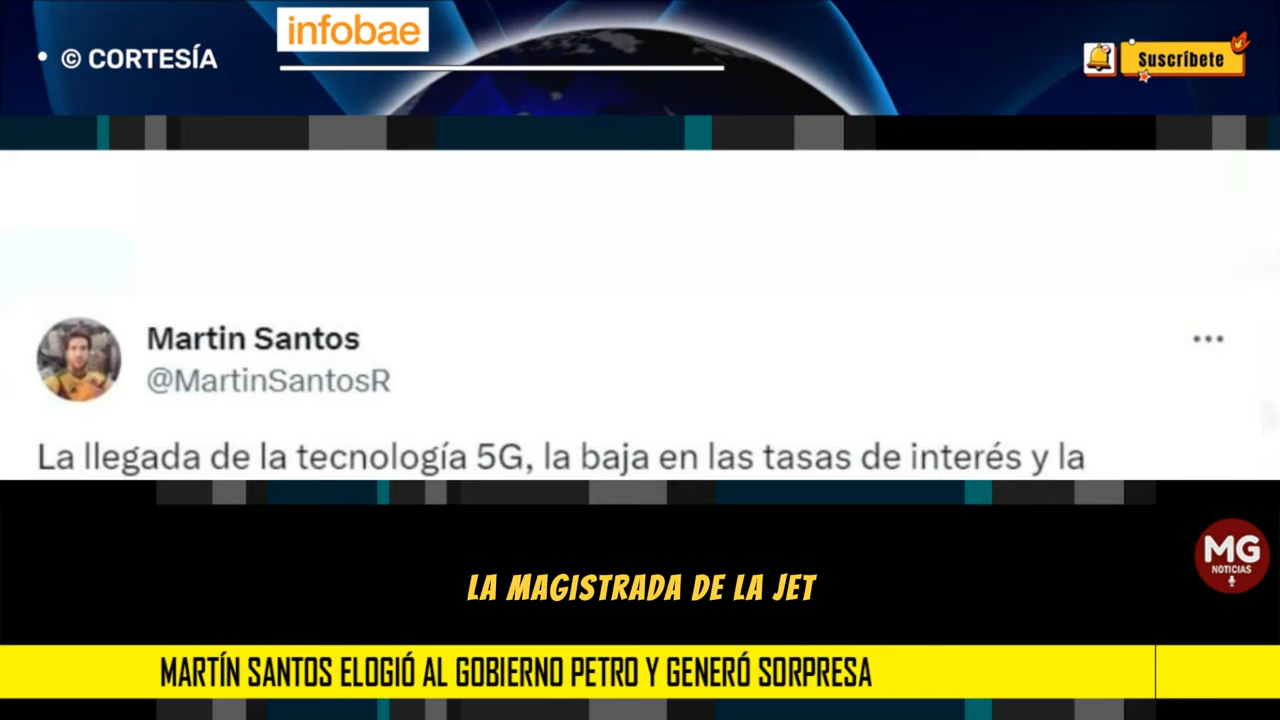 infobae
• © CORTESÍA
Suscríbete
Martin Santos
@MartinSantosR
La llegada de la tecnología 5G, la baja en las tasas de interés y la
MG
NOTICIAS
LA MAGISTRADA DE LA JET
MARTÍN SANTOS ELOGIÓ AL GOBIERNO PETRO Y GENERÓ SORPRESA